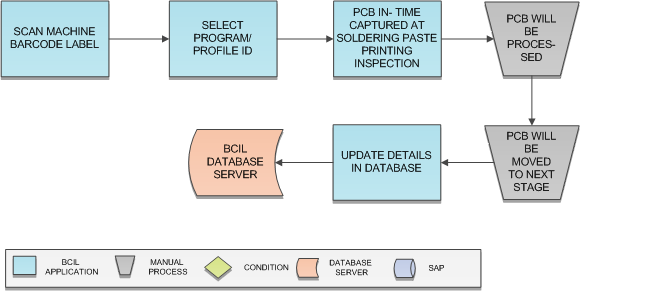 SCAN MACHINE
BARCODE LABEL
SELECT
PROGRAM/
PROFILE ID
PCB IN- TIME
CAPTURED AT
SOLDERING PASTE
PRINTING
INSPECTION
PCB WILL
BE
PROCES-
SED
BCIL
DATABASE
SERVER
UPDATE DETAILS
IN DATABASE
PCB WILL
BE
MOVED
TO NEXT
STAGE
BCIL
APPLICATION
MANUAL
PROCESS
CONDITION
DATABASE
SERVER
SAP